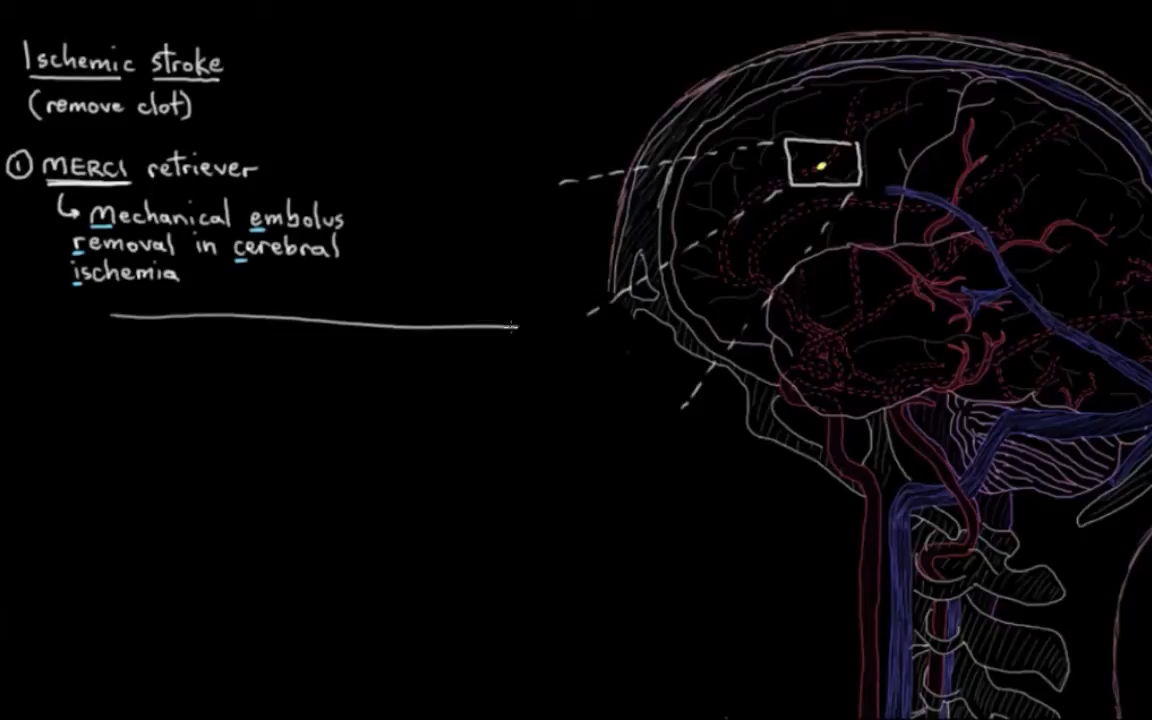 Ischemic stroke
(remove clot)
① MERCI retriever
↳ Mechanical embolus
removal in cerebral
ischemia